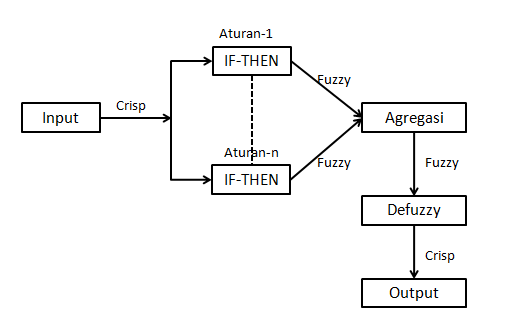 Aturan-1
IF-THEN
Fuzzy
Input
Crisp
Agregasi
Aturan-n
IF-THEN
Fuzzy
Fuzzy
Defuzzy
Crisp
Output